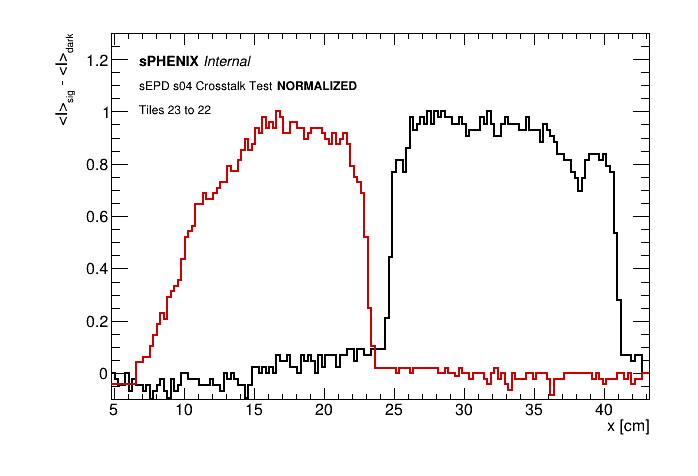 <I>sig - <I>dark
1.2
sPHENIX Internal
sEPD s04 Crosstalk Test NORMALIZED
Tiles 23 to 22
1
0.8
0.6
0.4
0.2
0
5 10 15 20 25 30 35 40
x [cm]